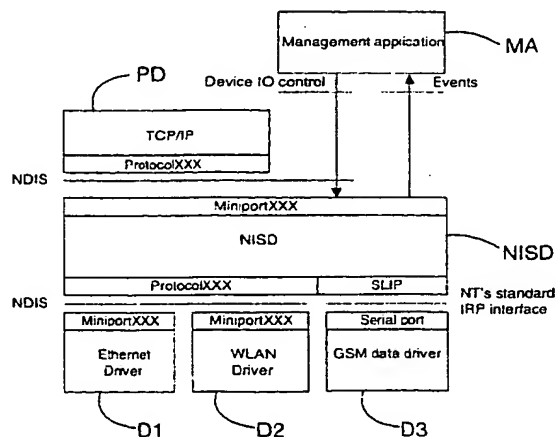 Management application
MA
PD
Device IO control
Events
TCP/IP
ProtocolXXX
NDIS
MiniportXXX
NISD
NISD
ProtocolXXX
SLIP
NDIS
NT's standard
IRP interface
MiniportXXX
MiniportXXX
Serial port
Ethernet
Driver
WLAN
Driver
GSM data driver
D1
D2
D3